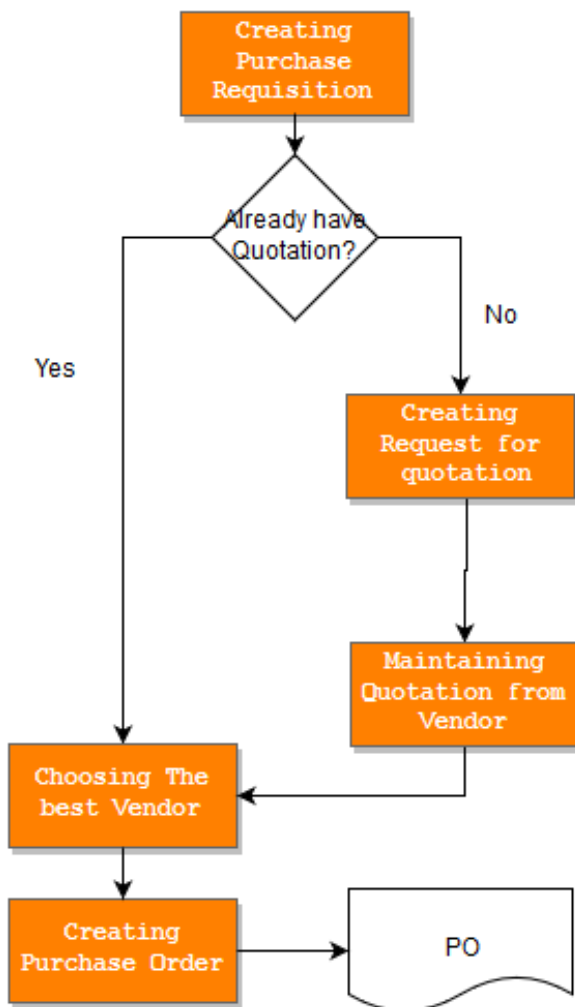 Creating
Purchase
Requisition
Already have
Quotation?
No
Yes
Creating
Request for
quotation
Maintaining
Quotation from
Vendor
Choosing The
best Vendor
Creating
Purchase Order
PO